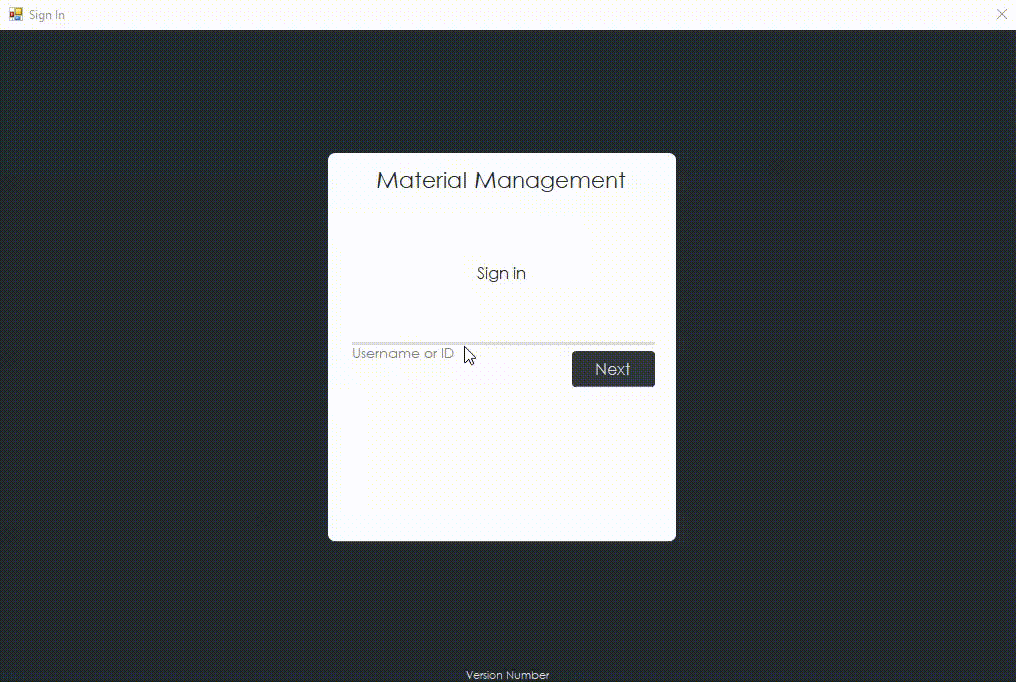 Sign In
Material Management
Sign in
Username or ID
Next
Version Number